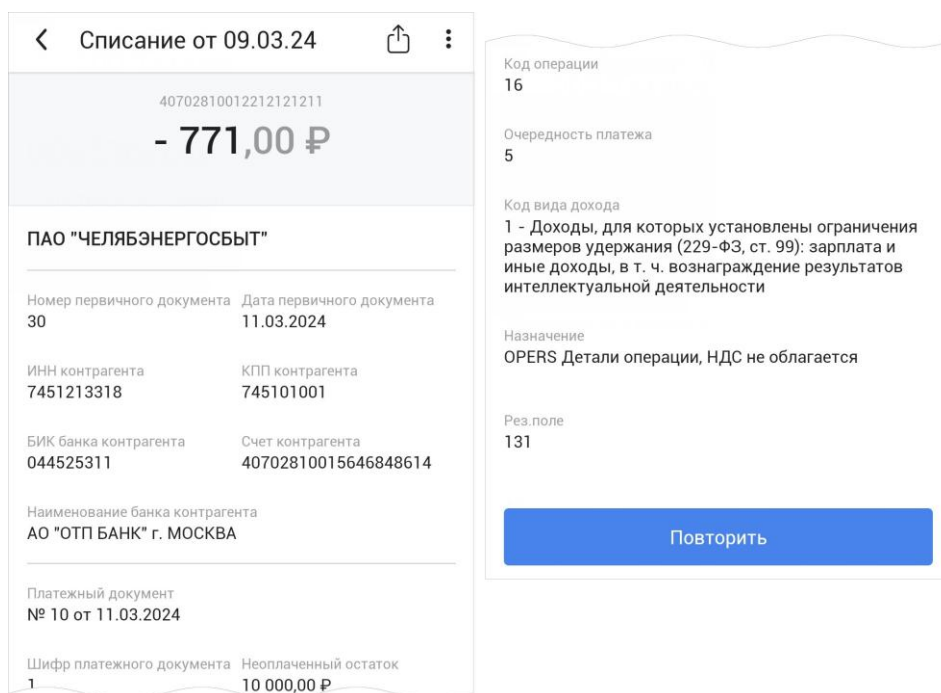 Списание от 09.03.24
40702810012212121211
- 771,00 ₽
ПАО "ЧЕЛЯБЭНЕРГОСБЫТ"
Номер первичного документа Дата первичного документа
30 11.03.2024
ИНН контрагента КПП контрагента
7451213318 745101001
БИК банка контрагента Счет контрагента
044525311 40702810015646848614
Наименование банка контрагента
АО "ОТП БАНК" г. МОСКВА
Платежный документ
№ 10 от 11.03.2024
Шифр платежного документа Неоплаченный остаток
1 10 000,00 ₽
Код операции
16
Очередность платежа
5
Код вида дохода
1 - Доходы, для которых установлены ограничения
размеров удержания (229-ФЗ, ст. 99): зарплата и
иные доходы, в т. ч. вознаграждение результатов
интеллектуальной деятельности
Назначение
OPERS Детали операции, НДС не облагается
Рез.поле
131
Повторить